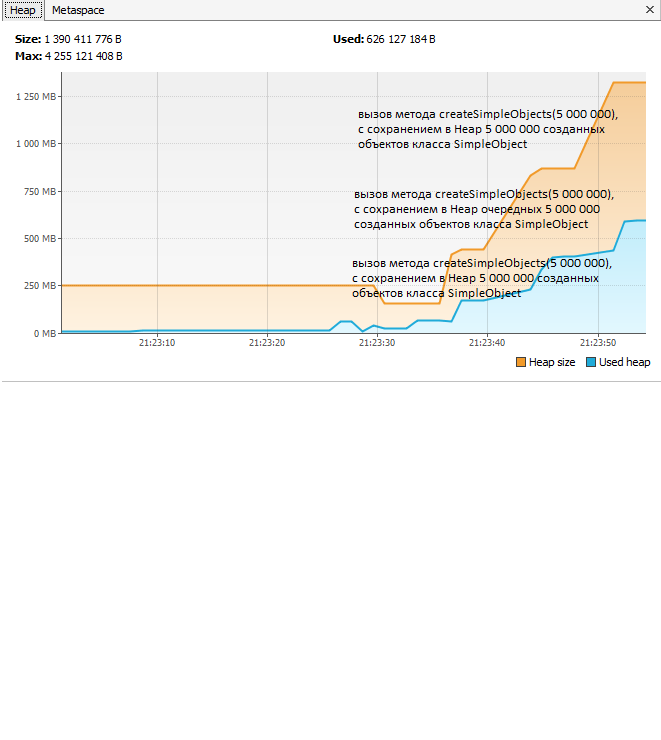 Heap Metaspace
Size: 1 390 411 776 B Used: 626 127 184 B
Max: 4 255 121 408 B
1 250 MB
вызов метода createSimpleObjects(5 000 000),
с сохранением в Heap 5 000 000 созданных
объектов класса SimpleObject
1 000 MB
750 MB
вызов метода createSimpleObjects(5 000 000),
с сохранением в Heap очередных 5 000 000
созданных объектов класса SimpleObject
500 MB
вызов метода createSimpleObjects(5 000 000),
с сохранением в Heap 5 000 000 созданных
объектов класса SimpleObject
250 MB
0 MB
21:23:10 21:23:20 21:23:30 21:23:40 21:23:50
Heap size Used heap